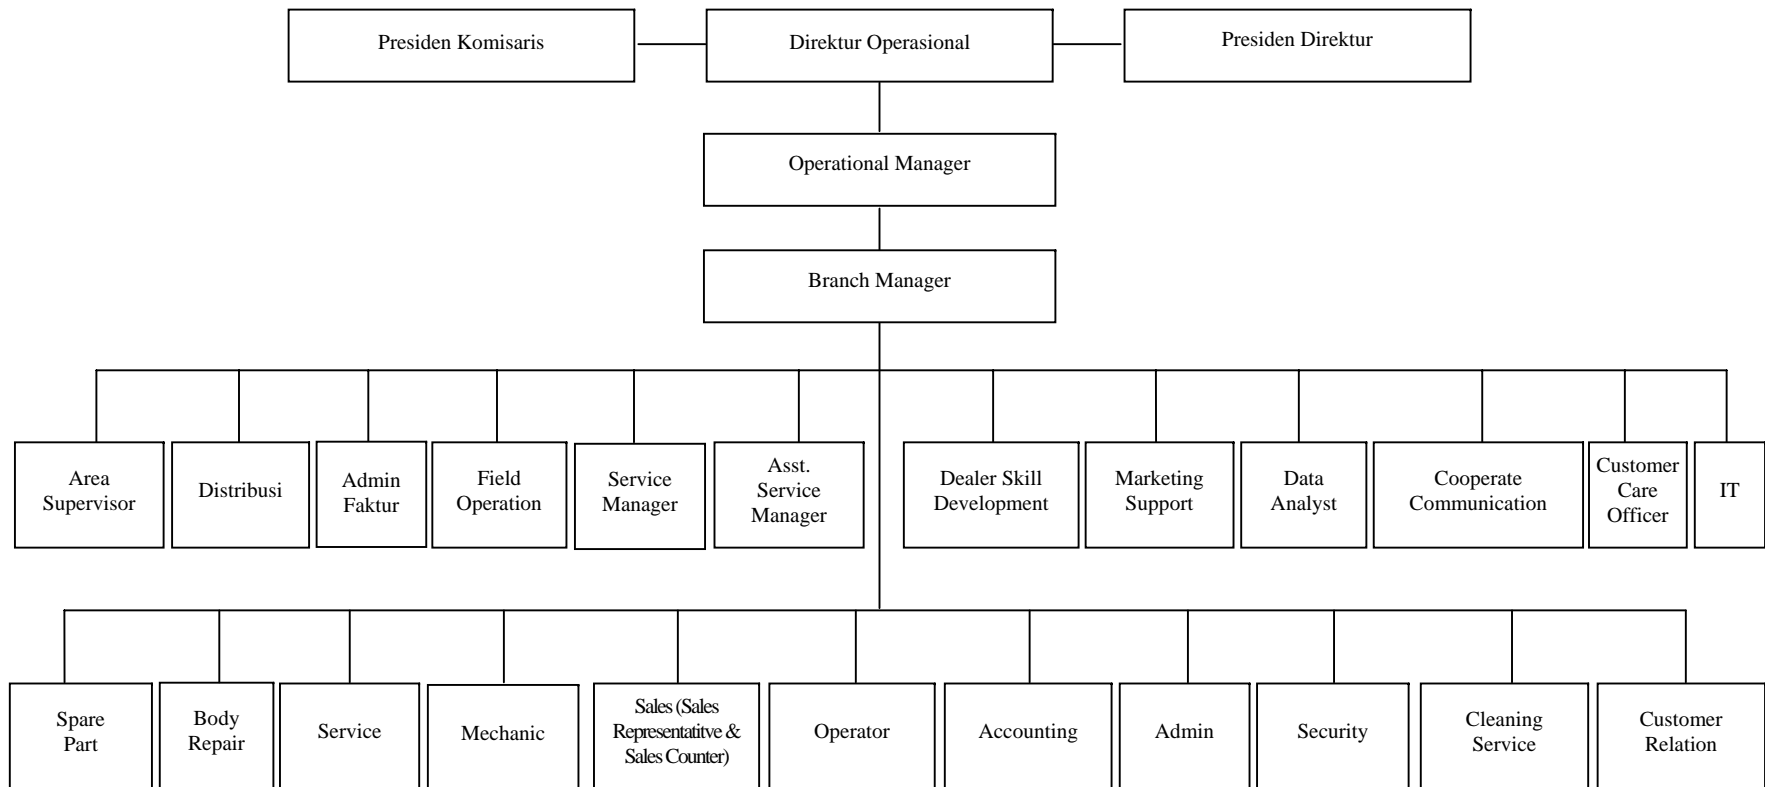 Presiden Komisaris
Direktur Operasional
Presiden Direktur
Operational Manager
Branch Manager
Area
Supervisor
Distribusi
Admin
Faktur
Field
Operation
Service
Manager
Asst.
Service
Manager
Dealer Skill
Development
Marketing
Support
Data
Analyst
Cooperate
Communication
Customer
Care
Officer
IT
Spare
Part
Body
Repair
Service
Mechanic
Sales (Sales
Representatitve &
Sales Counter)
Operator
Accounting
Admin
Security
Cleaning
Service
Customer
Relation